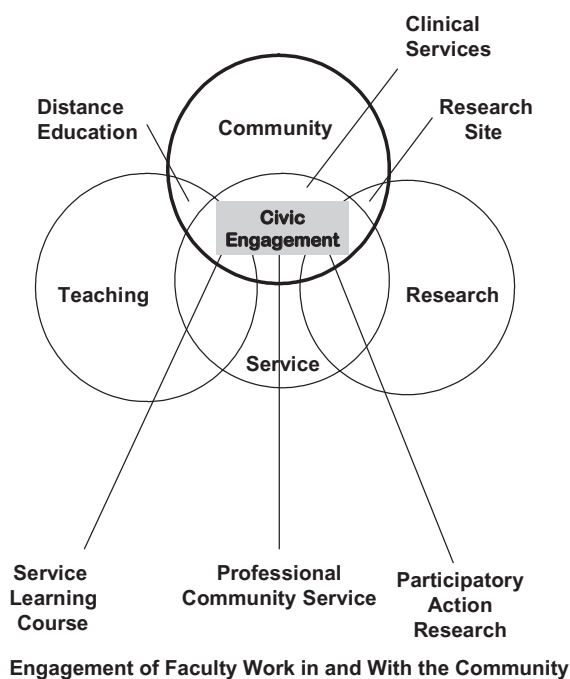 Clinical
Services
Distance
Education
Community
Research
Site
Civic
Engagement
Teaching
Research
Service
Service
Learning
Course
Professional
Community Service
Participatory
Action
Research
Engagement of Faculty Work in and With the Community